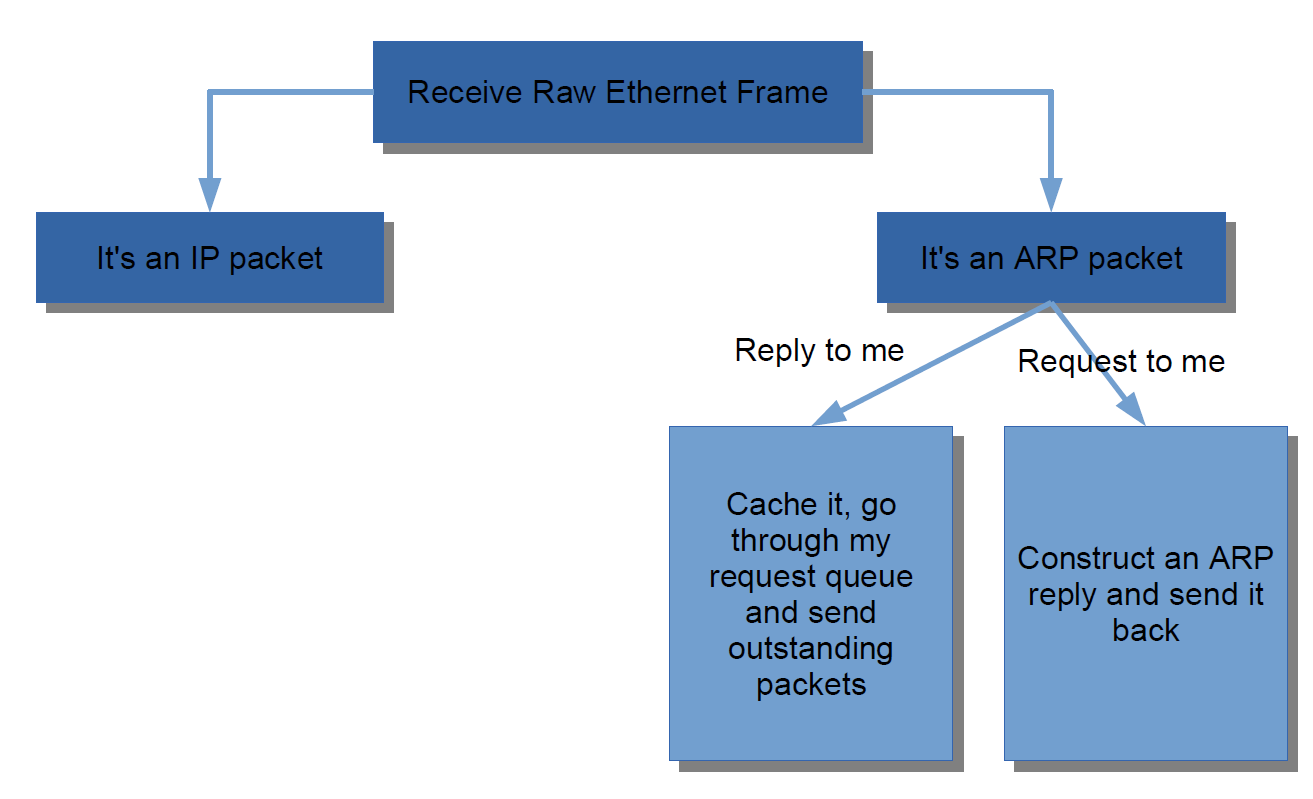 Receive Raw Ethernet Frame
It's an IP packet
It's an ARP packet
Reply to me
Request to me
Cache it, go
through my
request queue
and send
outstanding
packets
Construct an ARP
reply and send it
back